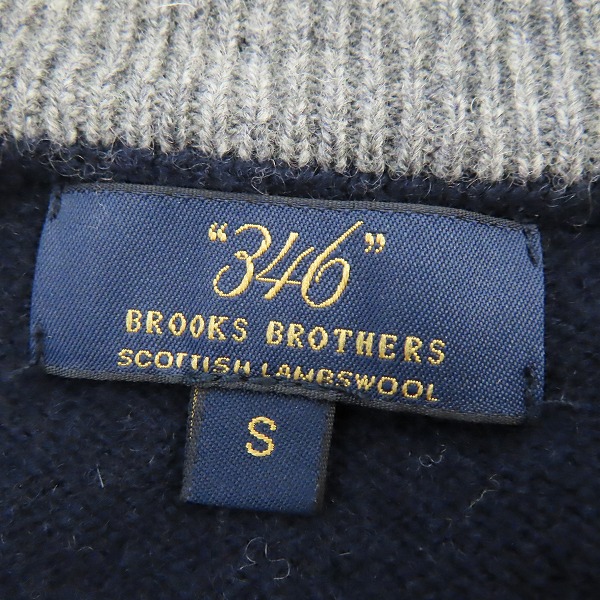 "346"
BROOKS BROTHERS
SCOTTISH LAMBSWOOL
S